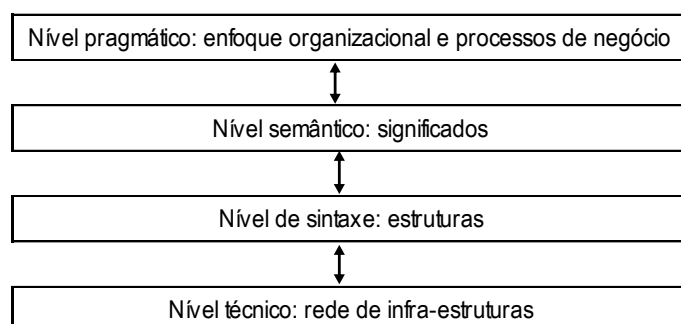 Nível pragmático: enfoque organizacional e processos de negócio
Nível semântico: significados
Nível de sintaxe: estruturas
Nível técnico: rede de infra-estruturas